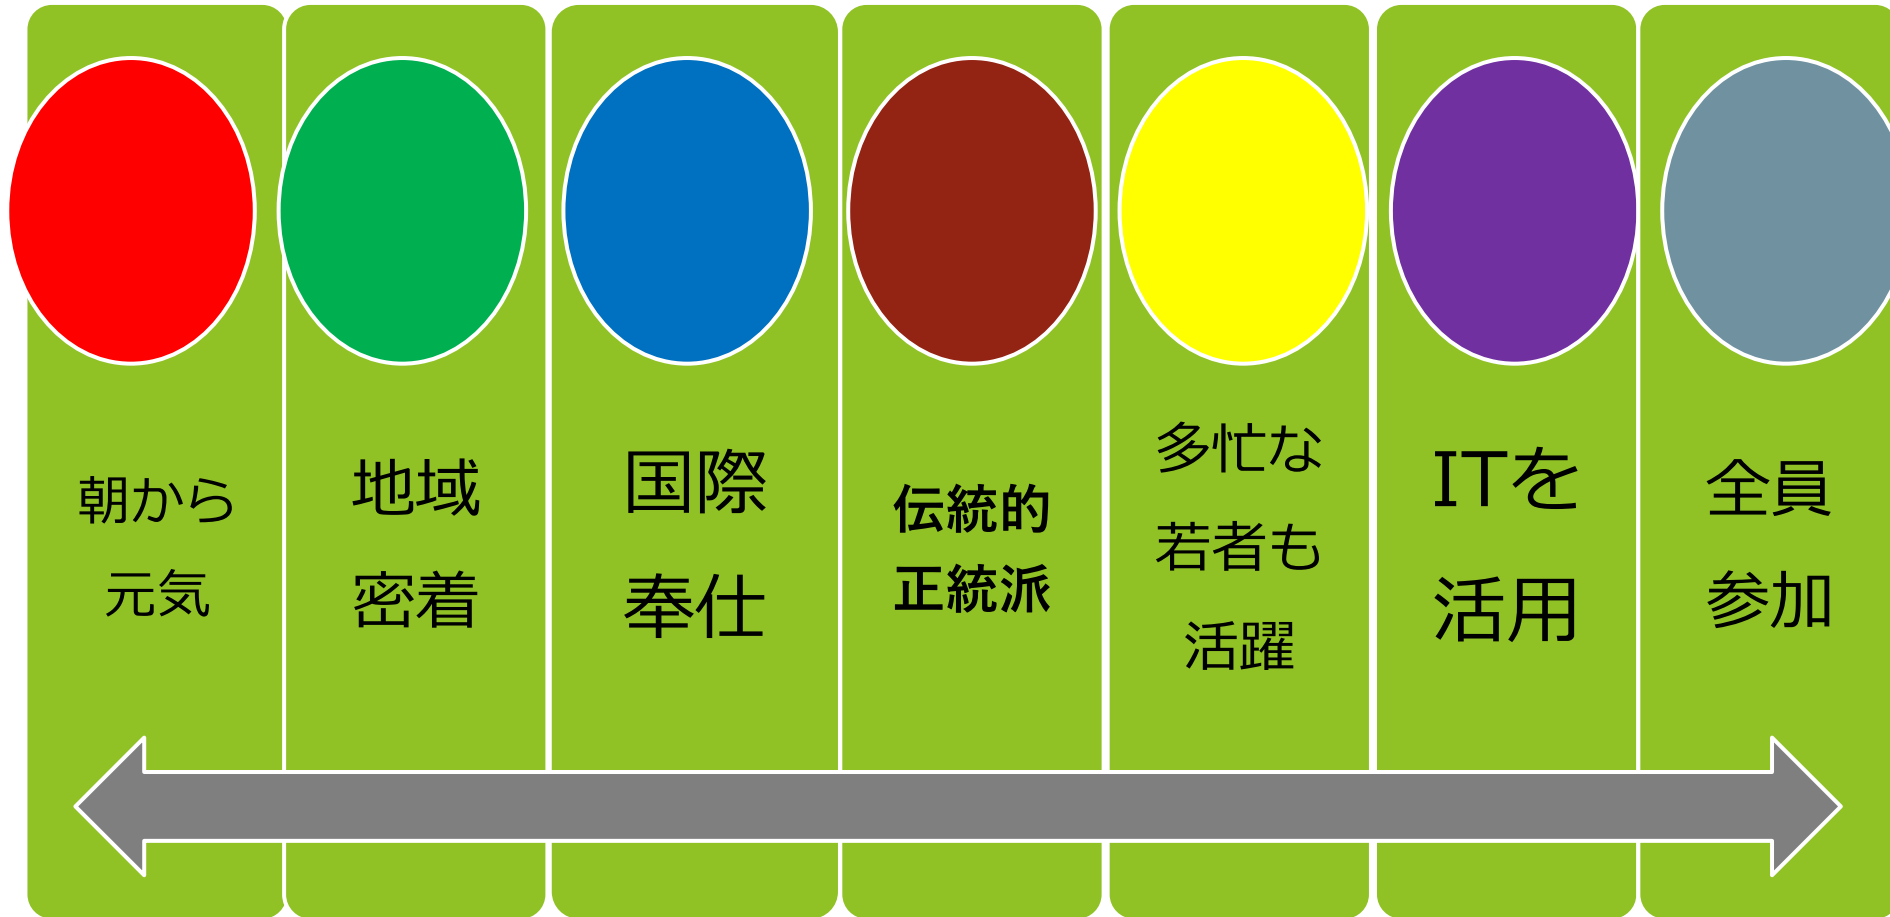 朝から
元気
地域
密着
国際
奉仕
伝統的
正統派
多忙な
若者も
活躍
ITを
活用
全員
参加